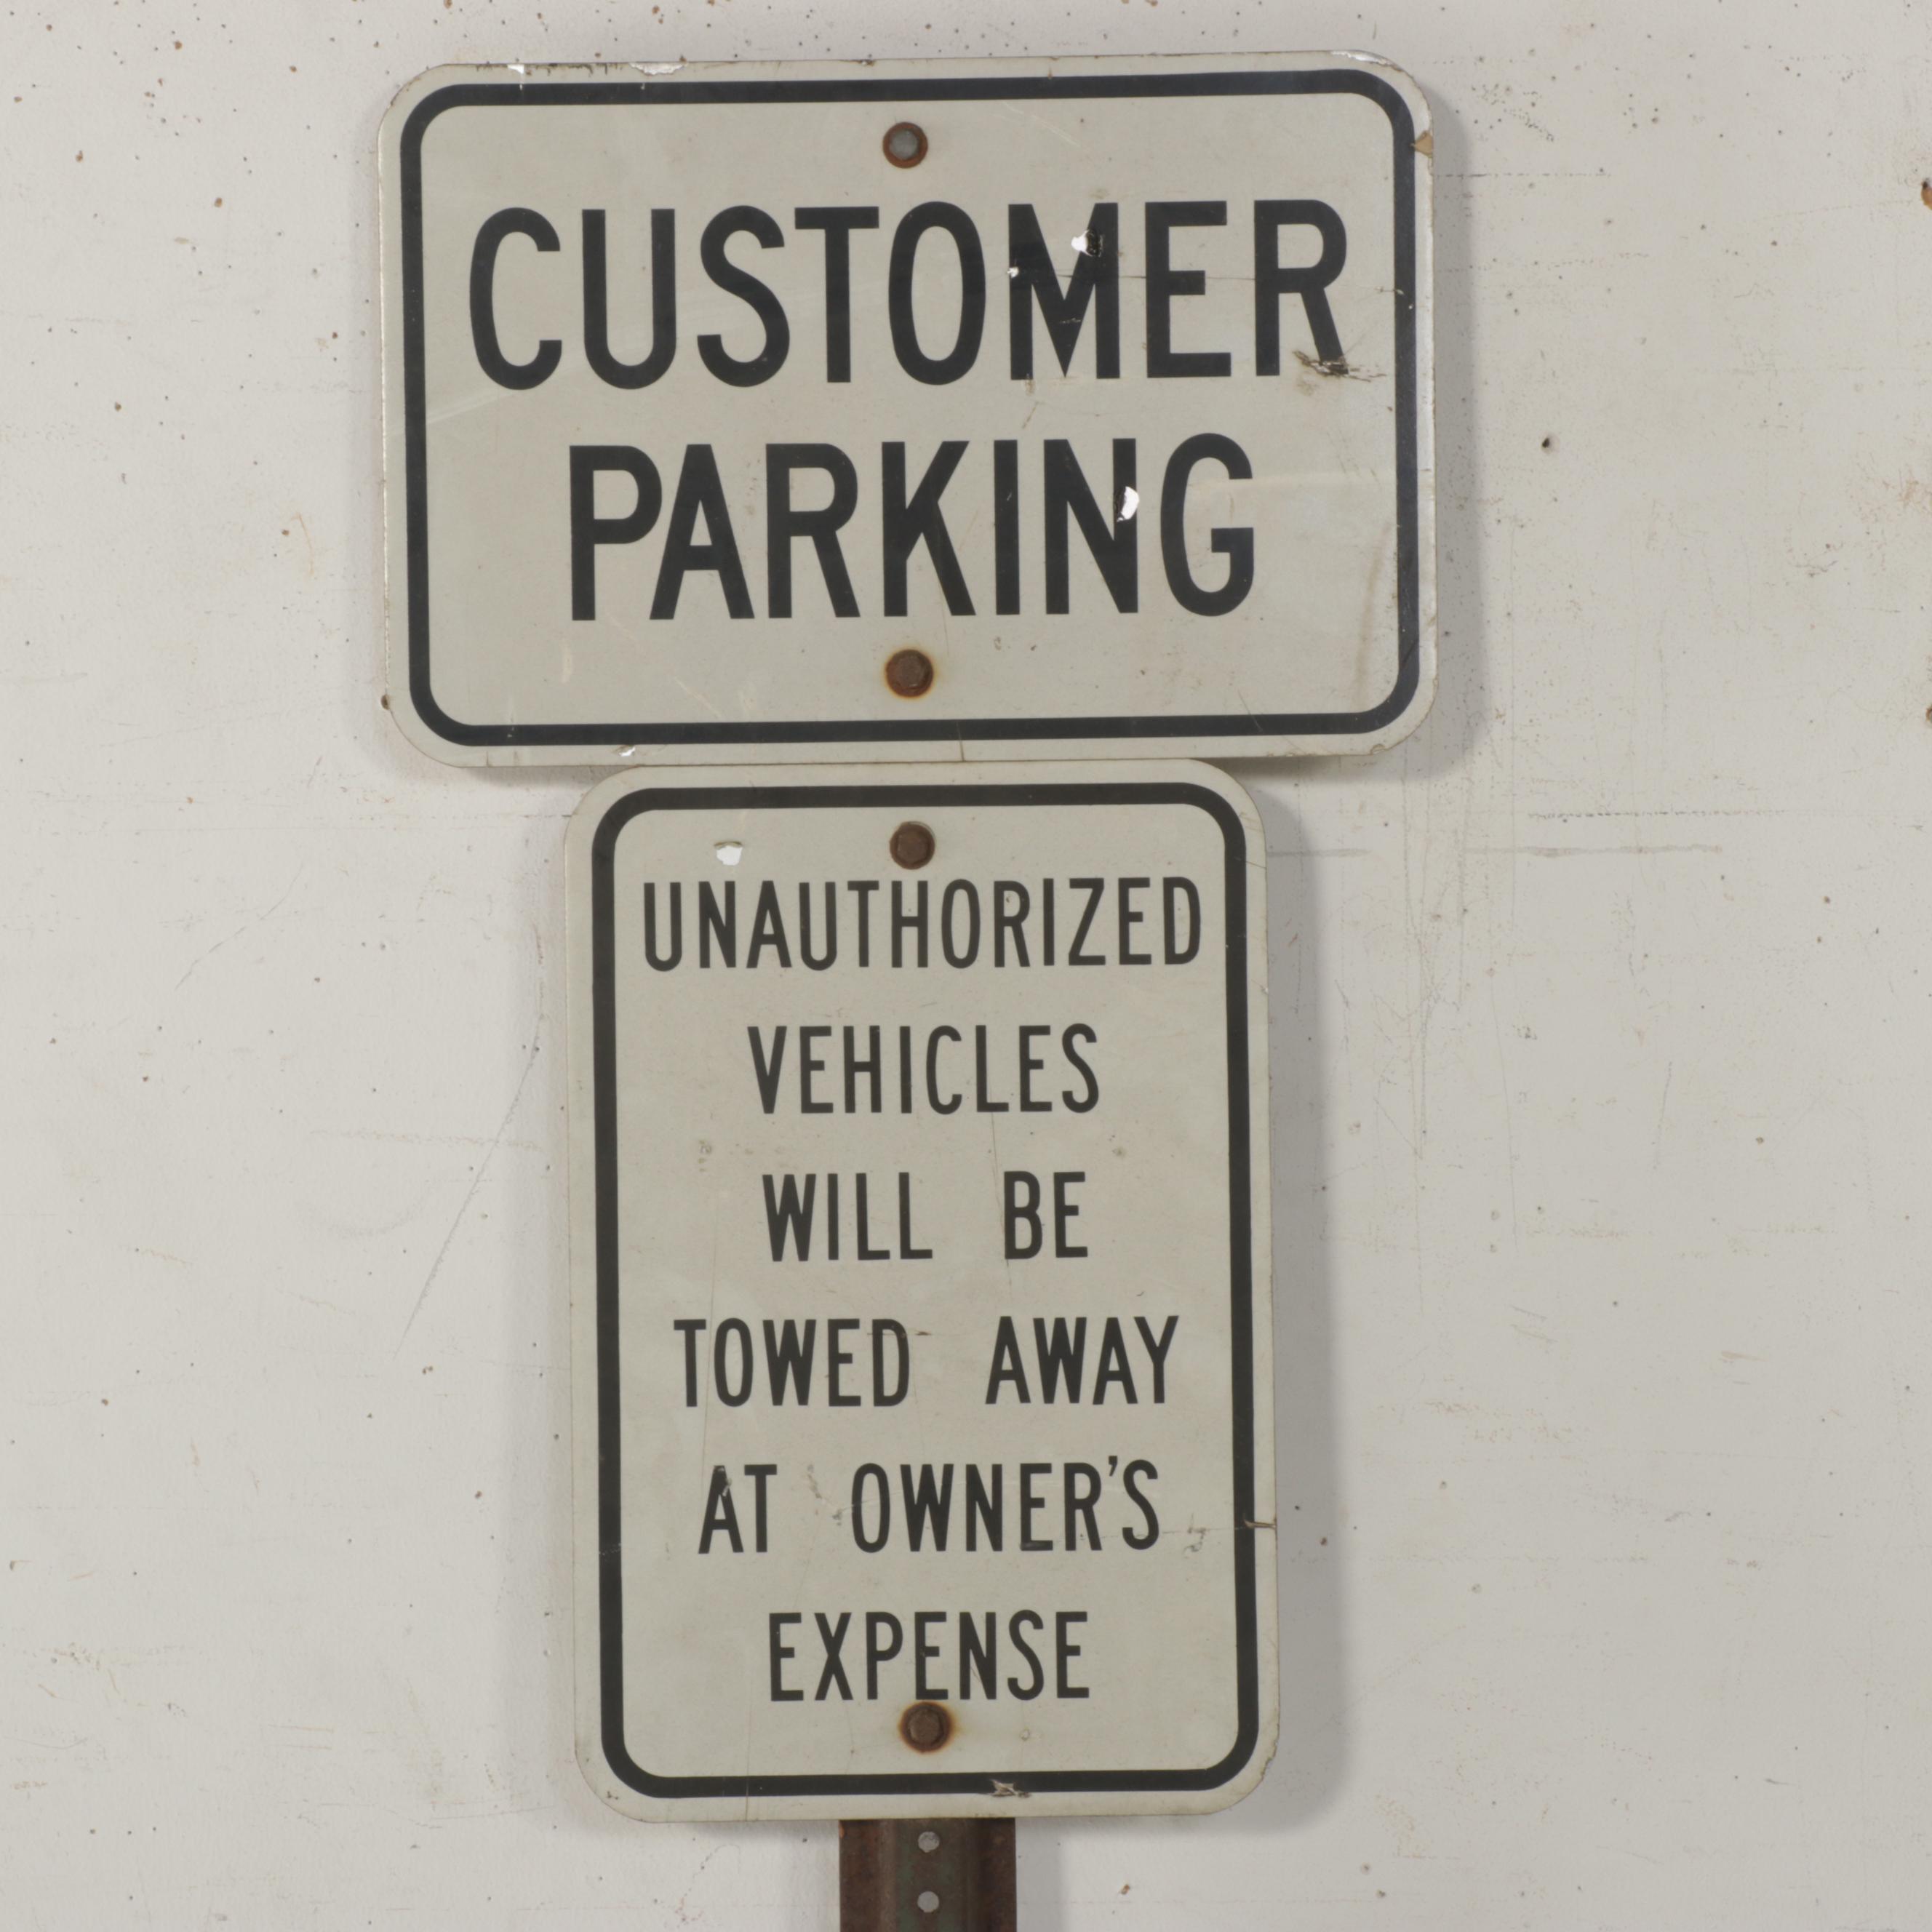 CUSTOMER
PARKING
UNAUTHORIZED
VEHICLES
WILL BE
TOWED AWAY
AT OWNER'S
EXPENSE